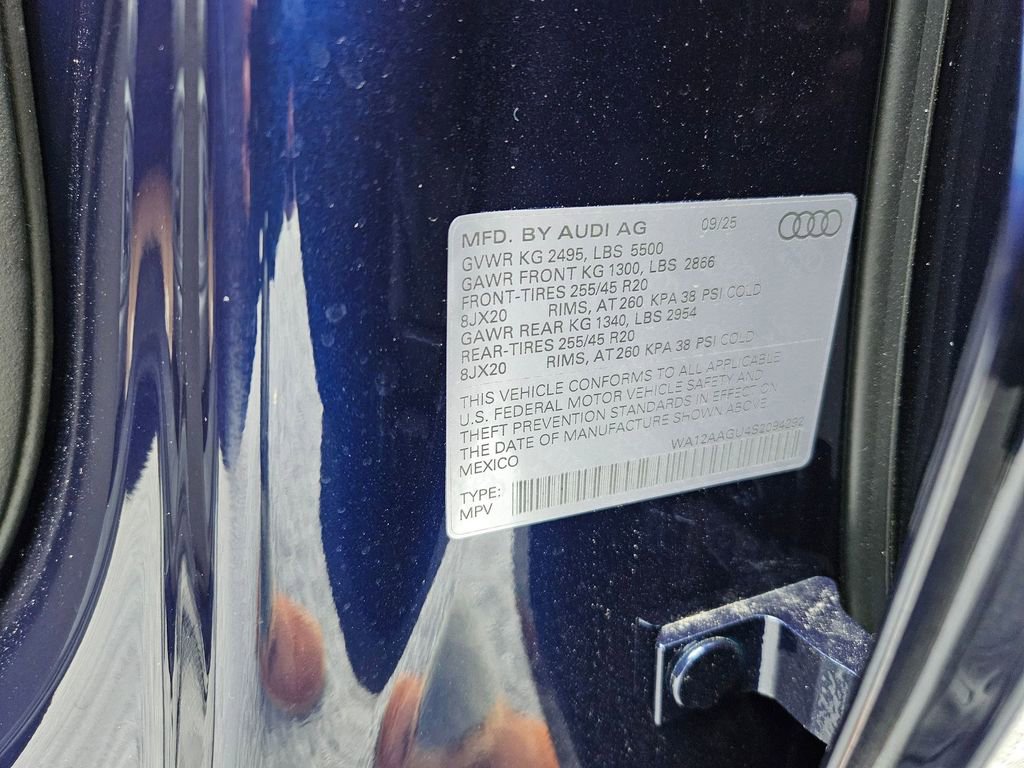 MFD. BY AUDI AG 09/25
GVWR KG 2495, LBS 5500
GAWR FRONT KG 1300, LBS 2866
FRONT-TIRES 255/45 R20
8JX20 RIMS, AT 260 KPA 38 PSI COLD
GAWR REAR KG 1340, LBS 2954
REAR-TIRES 255/45 R20
8JX20 RIMS, AT 260 KPA 38 PSI COLD
THIS VEHICLE CONFORMS TO ALL APPLICABLE
U.S. FEDERAL MOTOR VEHICLE SAFETY AND
THEFT PREVENTION STANDARDS IN EFFECT ON
THE DATE OF MANUFACTURE SHOWN ABOVE.
MEXICO WA12AAGU4S2094292
TYPE:
MPV